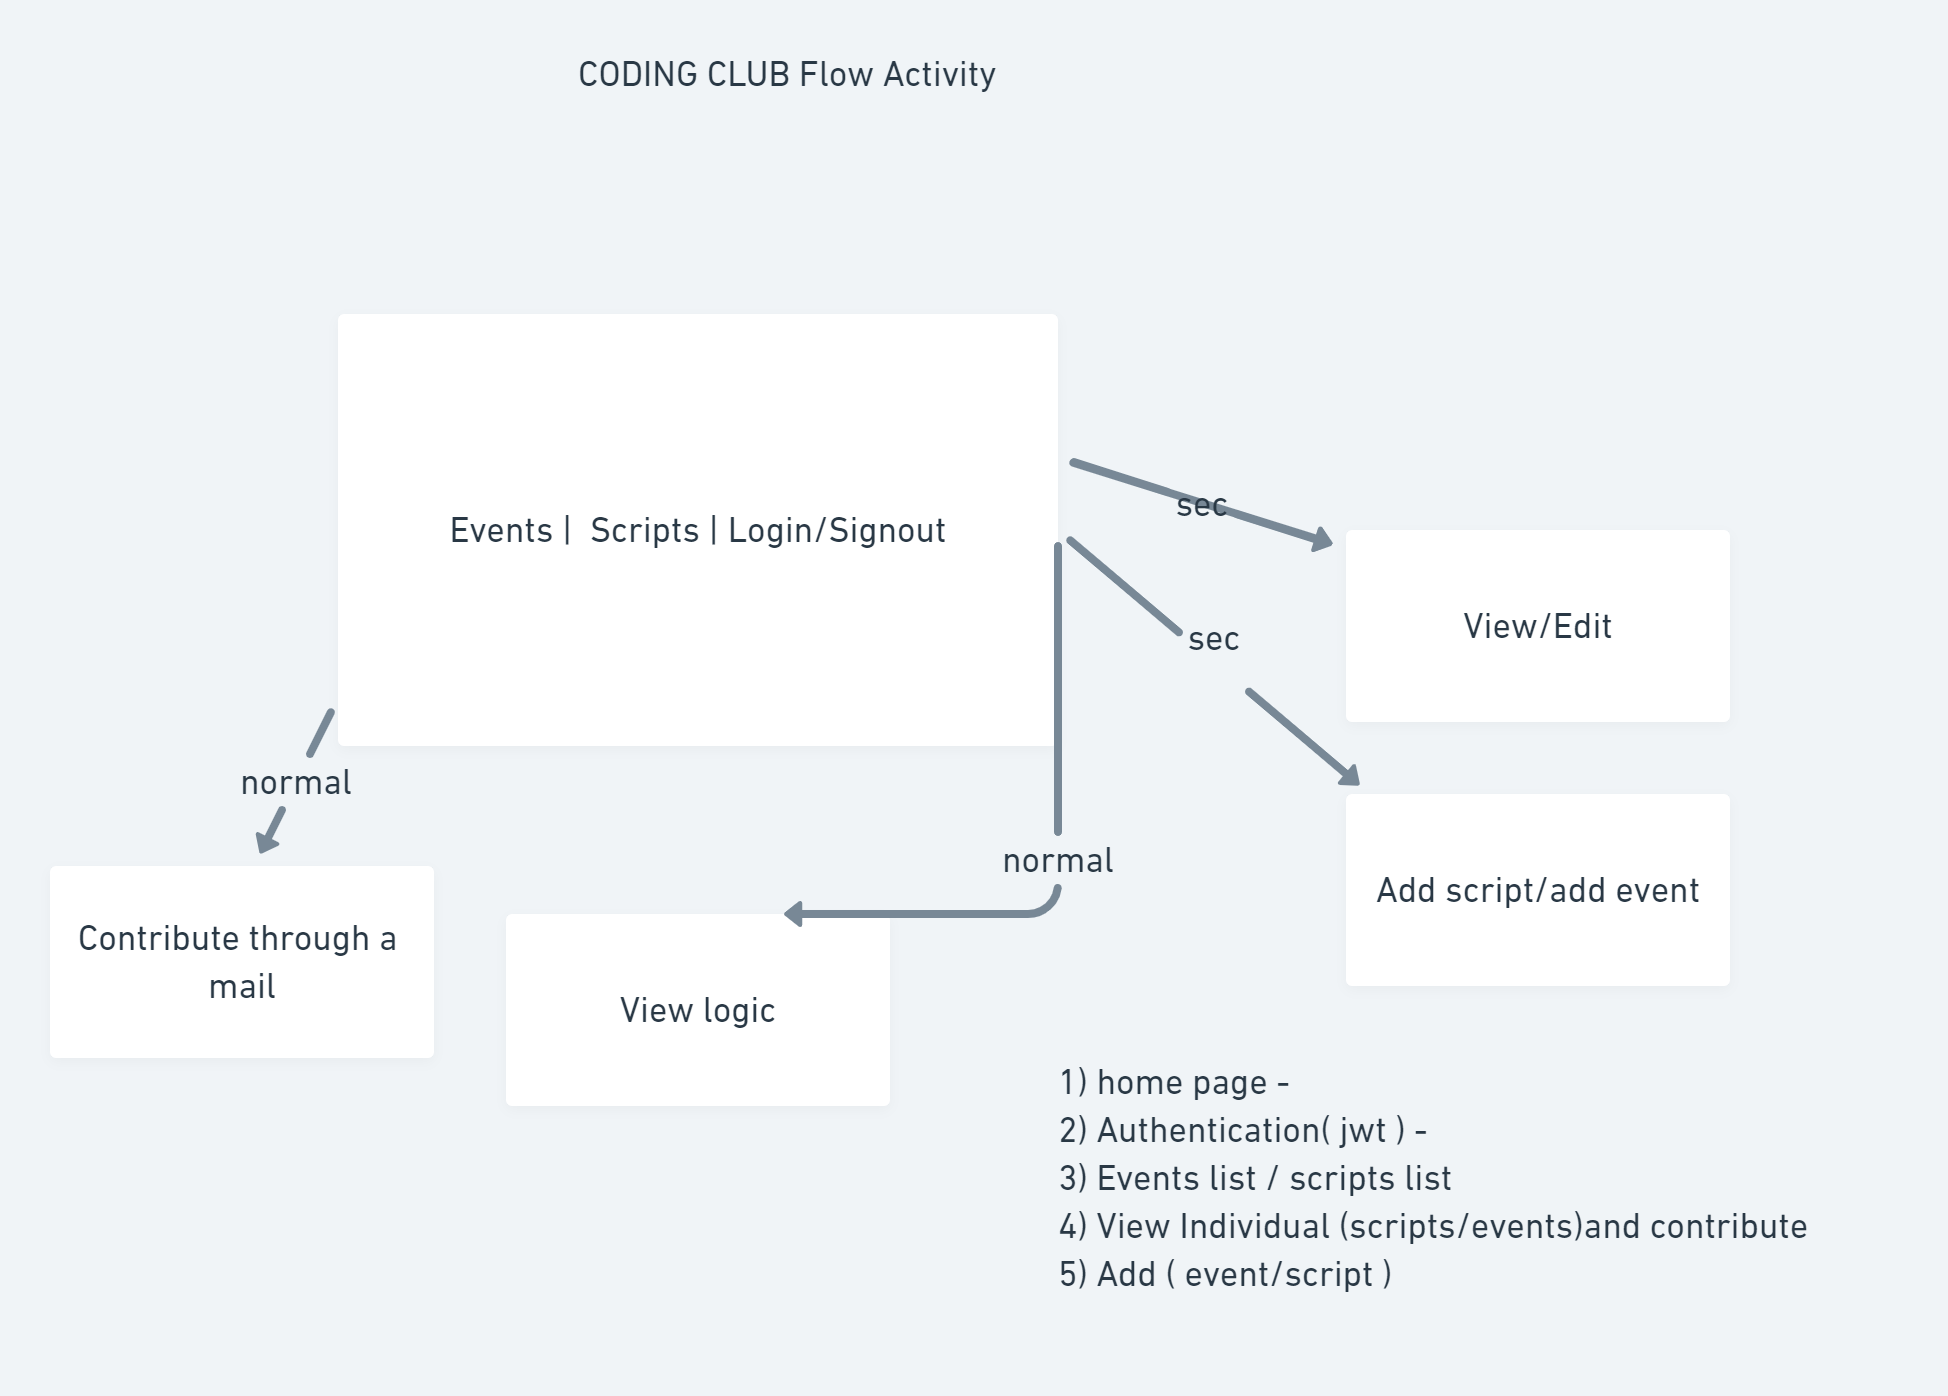 CODING CLUB Flow Activity
Events |  Scripts | Login/Signout
sec
View/Edit
sec
normal
normal
Add script/add event
Contribute through a
mail
View logic
1) home page -
2) Authentication( jwt ) -
3) Events list / scripts list
4) View Individual (scripts/events)and contribute
5) Add ( event/script )